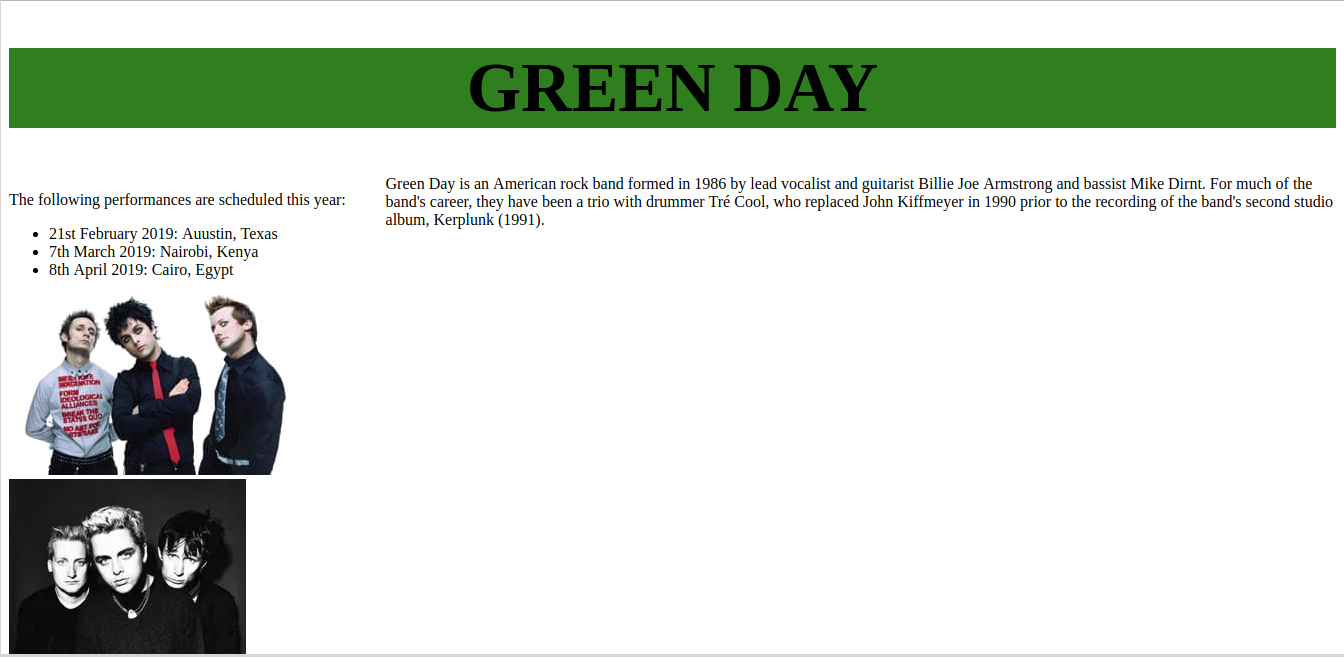 GREEN DAY
The following performances are scheduled this year:
21st February 2019: Auustin, Texas
7th March 2019: Nairobi, Kenya
8th April 2019: Cairo, Egypt
Green Day is an American rock band formed in 1986 by lead vocalist and guitarist Billie Joe Armstrong and bassist Mike Dirnt. For much of the
band's career, they have been a trio with drummer Tré Cool, who replaced John Kiffmeyer in 1990 prior to the recording of the band's second studio
album, Kerplunk (1991).
FORM
IDEOLOGICAL
ALLIANCES
BREAK THE
STATUS QUO